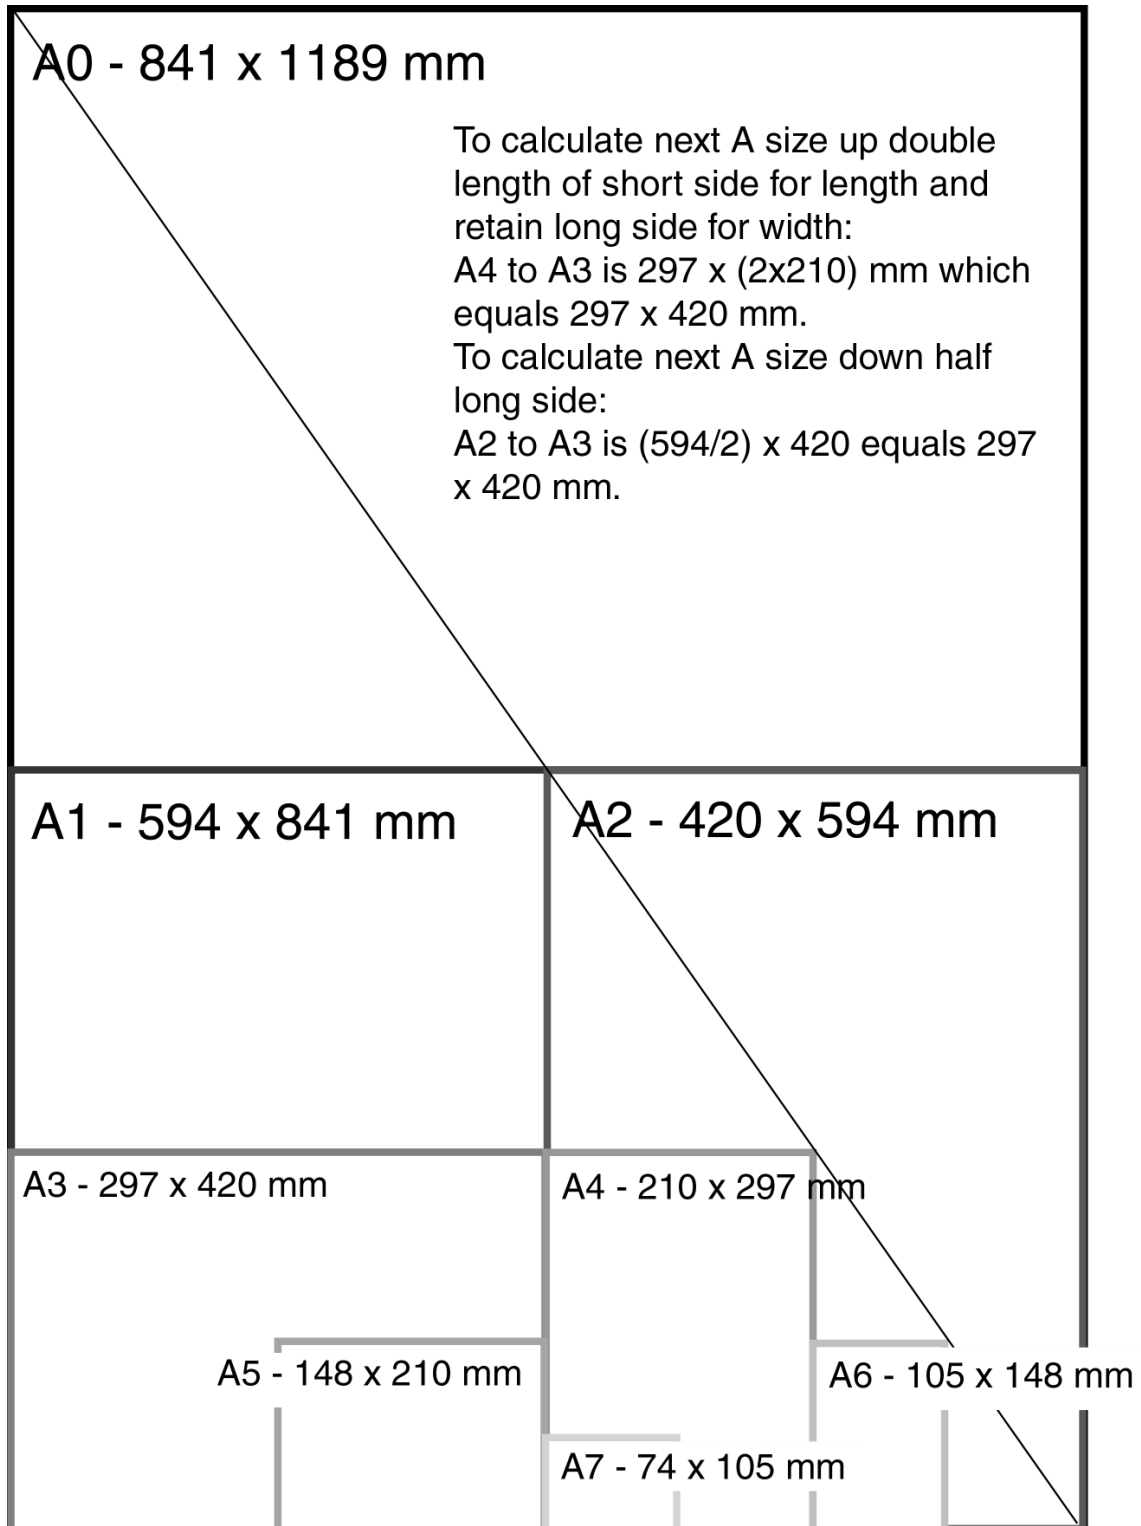 A0 - 841 x 1189 mm
To calculate next A size up double
length of short side for length and
retain long side for width:
A4 to A3 is 297 x (2x210) mm which
equals 297 x 420 mm.
To calculate next A size down half
long side:
A2 to A3 is (594/2) x 420 equals 297
x 420 mm.
A1 - 594 x 841 mm
A2 - 420 x 594 mm
A3 - 297 x 420 mm
A4 - 210 x 297 mm
A5 - 148 x 210 mm
A6 - 105 x 148 mm
A7 - 74 x 105 mm